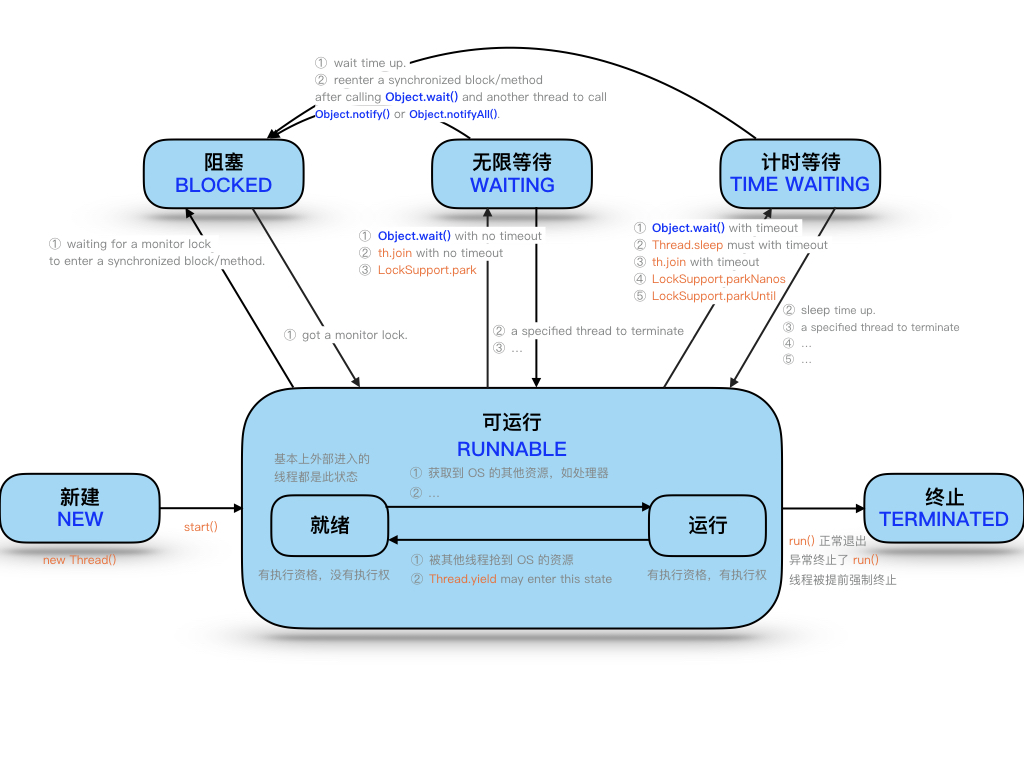 ① wait time up.
② reenter a synchronized block/method
after calling Object.wait() and another thread to call
Object.notify() or Object.notifyAll().
阻塞
BLOCKED
无限等待
WAITING
计时等待
TIME WAITING
① waiting for a monitor lock
to enter a synchronized block/method.
① Object.wait() with no timeout
② th.join with no timeout
③ LockSupport.park
① Object.wait() with timeout
② Thread.sleep must with timeout
③ th.join with timeout
④ LockSupport.parkNanos
⑤ LockSupport.parkUntil
① got a monitor lock.
② a specified thread to terminate
③ ...
② sleep time up.
③ a specified thread to terminate
④ ...
⑤ ...
可运行
RUNNABLE
基本上外部进入的
线程都是此状态
① 获取到 OS 的其他资源，如处理器
② ...
新建
NEW
start()
new Thread()
就绪
运行
① 被其他线程抢到 OS 的资源
② Thread.yield may enter this state
有执行资格，没有执行权
有执行资格，有执行权
终止
TERMINATED
run() 正常退出
异常终止了 run()
线程被提前强制终止